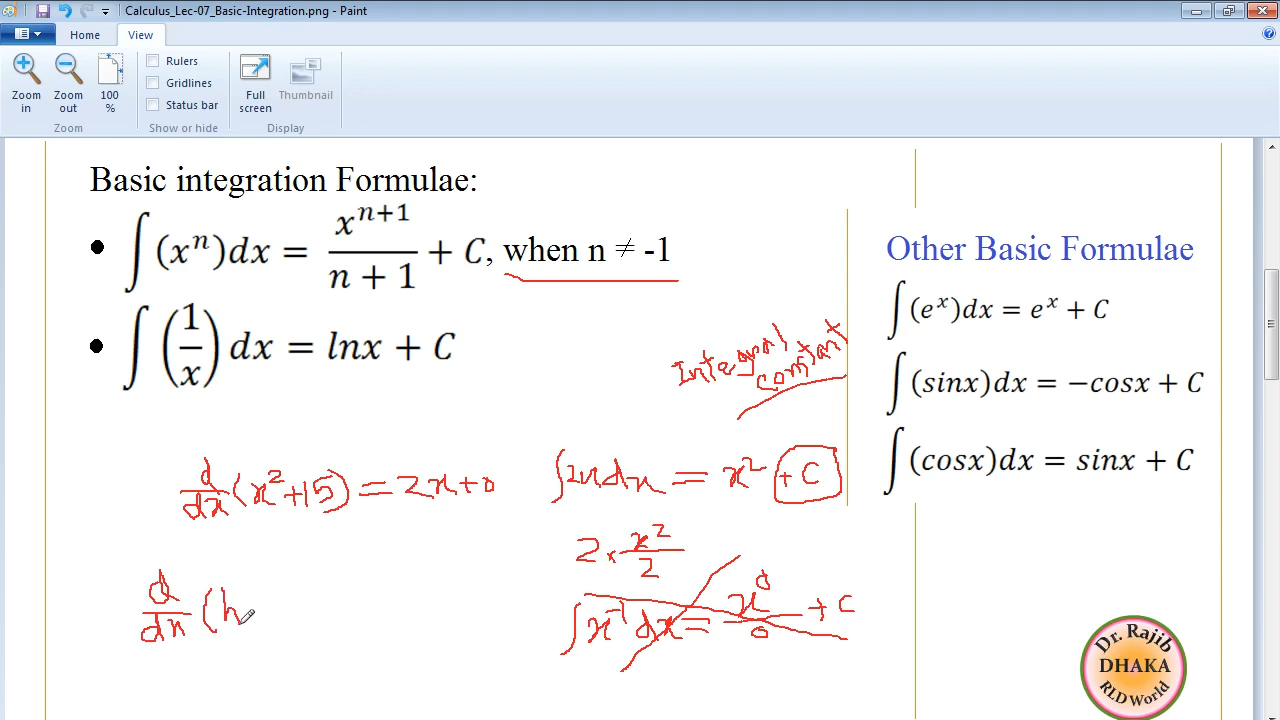 Calculus_Lec-07_Basic-Integration.png - Paint
Home View
Zoom in
Zoom out
100 %
Rulers
Gridlines
Status bar
Full screen
Thumbnail
Zoom
Show or hide
Display
Basic integration Formulae:
• ∫(xⁿ)dx = xⁿ⁺¹/(n + 1) + C, when n ≠ -1
• ∫(1/x) dx = lnx + C
Integral
constant
d/dx (x² + 15) = 2x + 0
∫2x dx = x² + C
2 × x²/2
∫x⁻¹ dx = x⁰/0 + C
d/dx (
Other Basic Formulae
∫(eˣ)dx = eˣ + C
∫(sinx)dx = −cosx + C
∫(cosx)dx = sinx + C
Dr. Rajib
DHAKA
RLD World